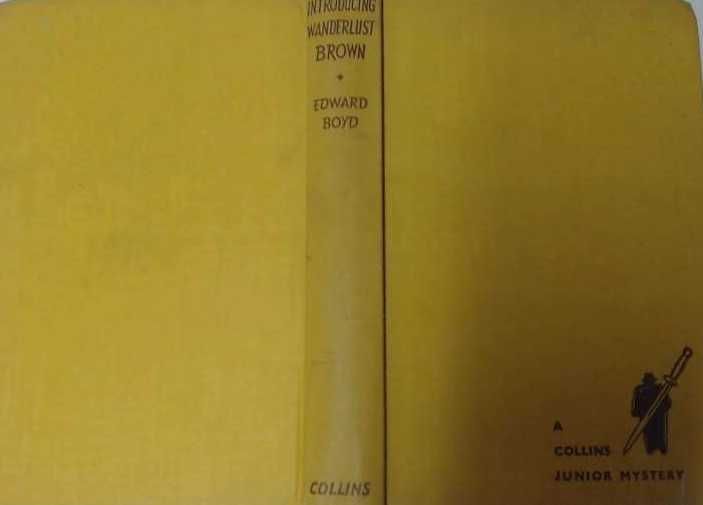 INTRODUCING
WANDERLUST
BROWN
EDWARD
BOYD
COLLINS
A
COLLINS
JUNIOR MYSTERY